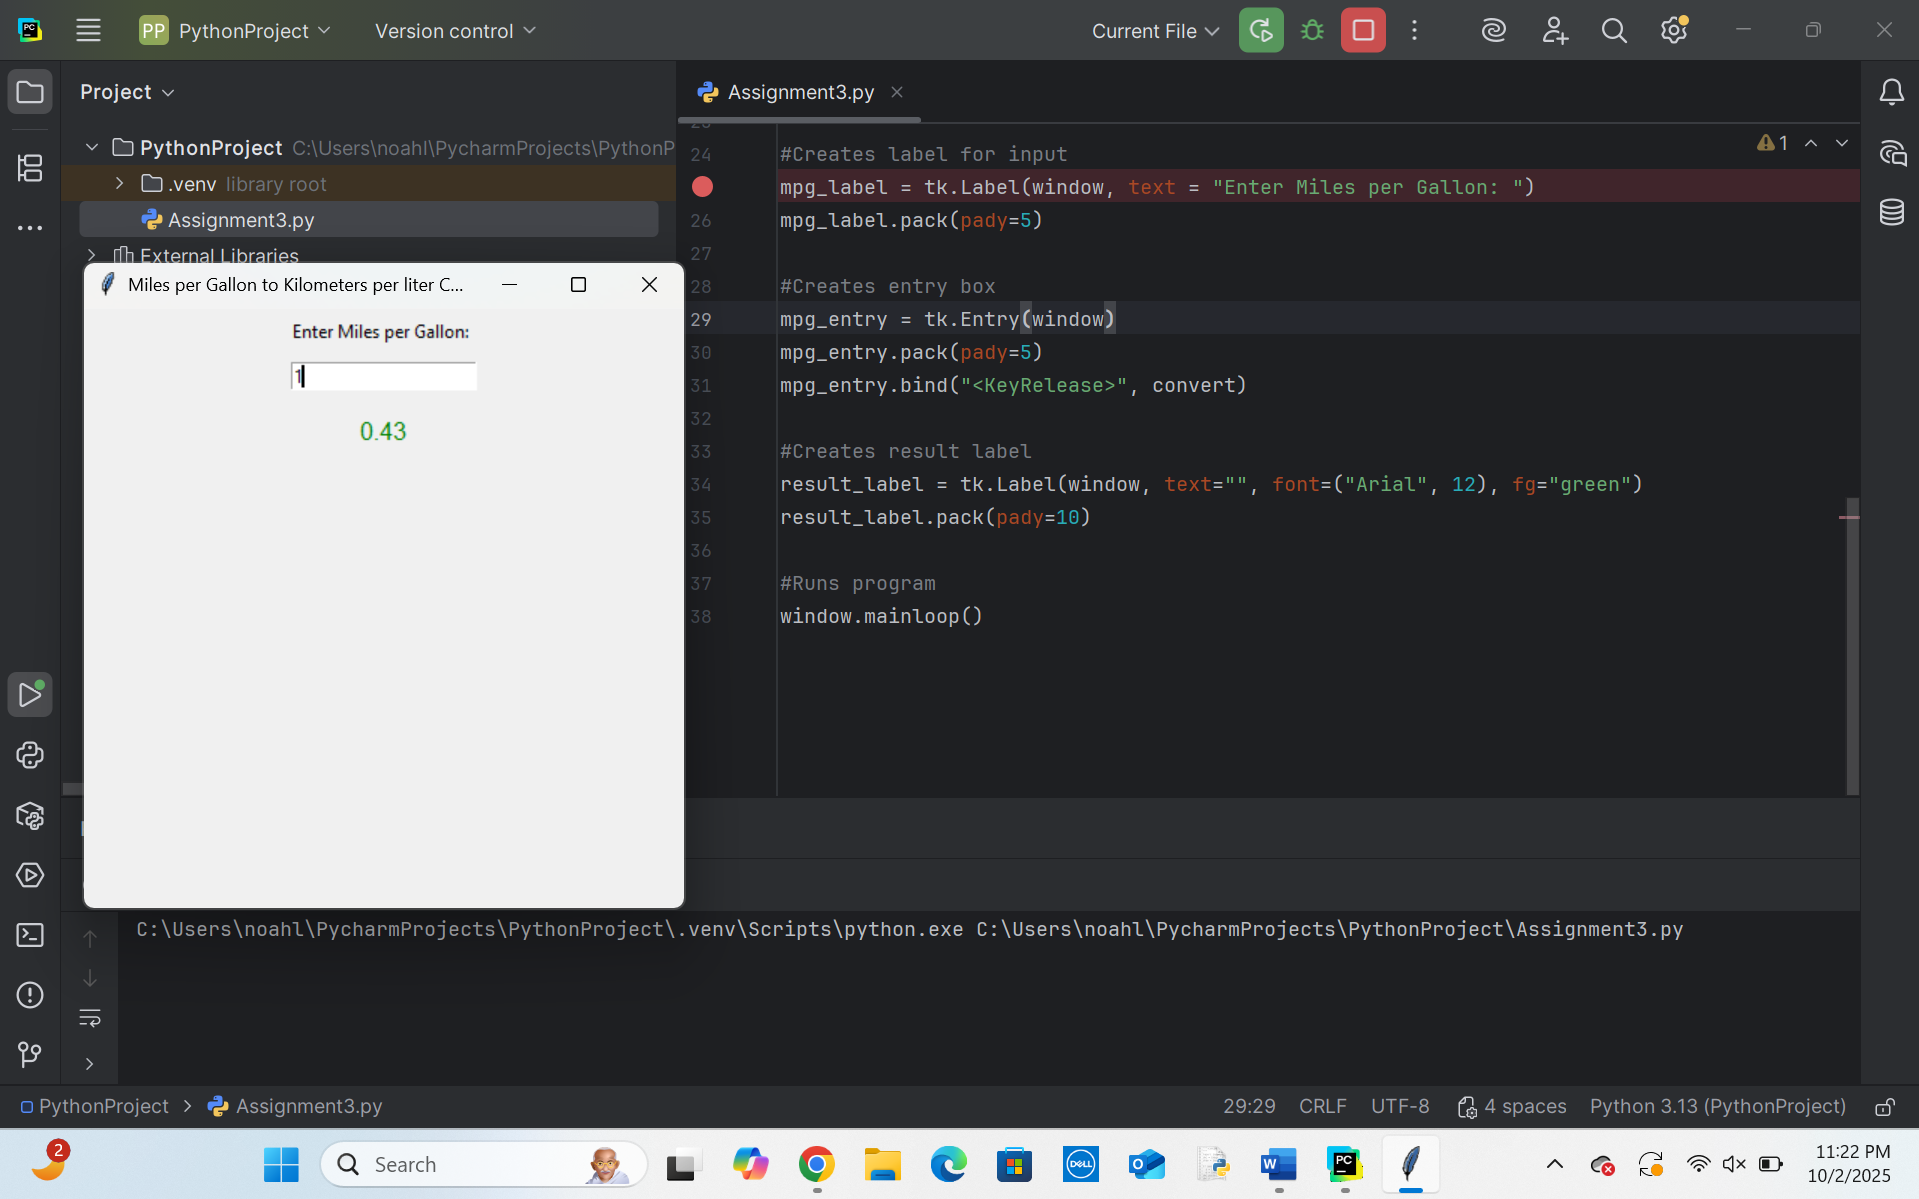 PC
PP PythonProject
Version control
Current File
Project
Assignment3.py
PythonProject C:\Users\noahl\PycharmProjects\PythonP
.venv library root
Assignment3.py
External Libraries
1
24 #Creates label for input
mpg_label = tk.Label(window, text = "Enter Miles per Gallon: ")
26 mpg_label.pack(pady=5)
27
28 #Creates entry box
29 mpg_entry = tk.Entry(window)
30 mpg_entry.pack(pady=5)
31 mpg_entry.bind("<KeyRelease>", convert)
32
33 #Creates result label
34 result_label = tk.Label(window, text="", font=("Arial", 12), fg="green")
35 result_label.pack(pady=10)
36
37 #Runs program
38 window.mainloop()
Miles per Gallon to Kilometers per liter C...
Enter Miles per Gallon:
1
0.43
C:\Users\noahl\PycharmProjects\PythonProject\.venv\Scripts\python.exe C:\Users\noahl\PycharmProjects\PythonProject\Assignment3.py
PythonProject > Assignment3.py
29:29 CRLF UTF-8 4 spaces Python 3.13 (PythonProject)
2
Search
DELL
W
PC
11:22 PM
10/2/2025